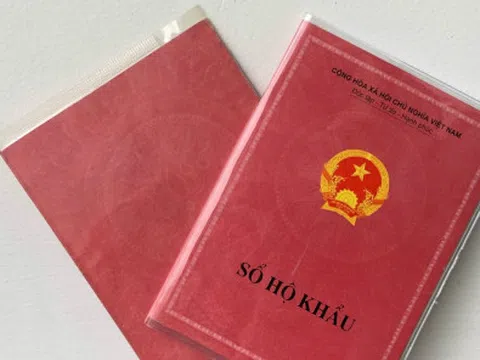 CỘNG HÒA XÃ HỘI CHỦ NGHĨA VIỆT NAM
Độc lập - Tự do - Hạnh phúc
SỔ HỘ KHẨU